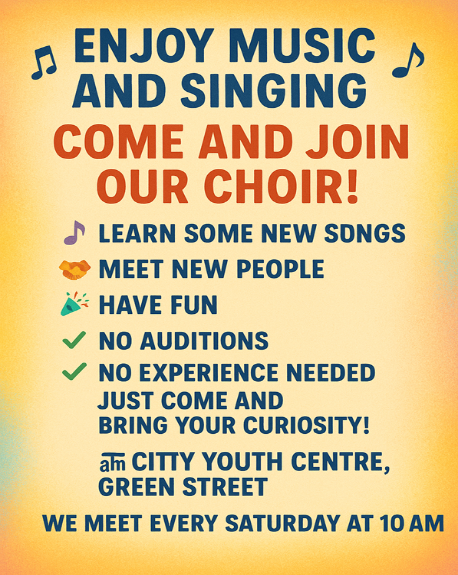 ENJOY MUSIC
AND SINGING
COME AND JOIN
OUR CHOIR!
LEARN SOME NEW SONGS
MEET NEW PEOPLE
HAVE FUN
NO AUDITIONS
NO EXPERIENCE NEEDED
JUST COME AND
BRING YOUR CURIOSITY!
am CITTY YOUTH CENTRE,
GREEN STREET
WE MEET EVERY SATURDAY AT 10 AM